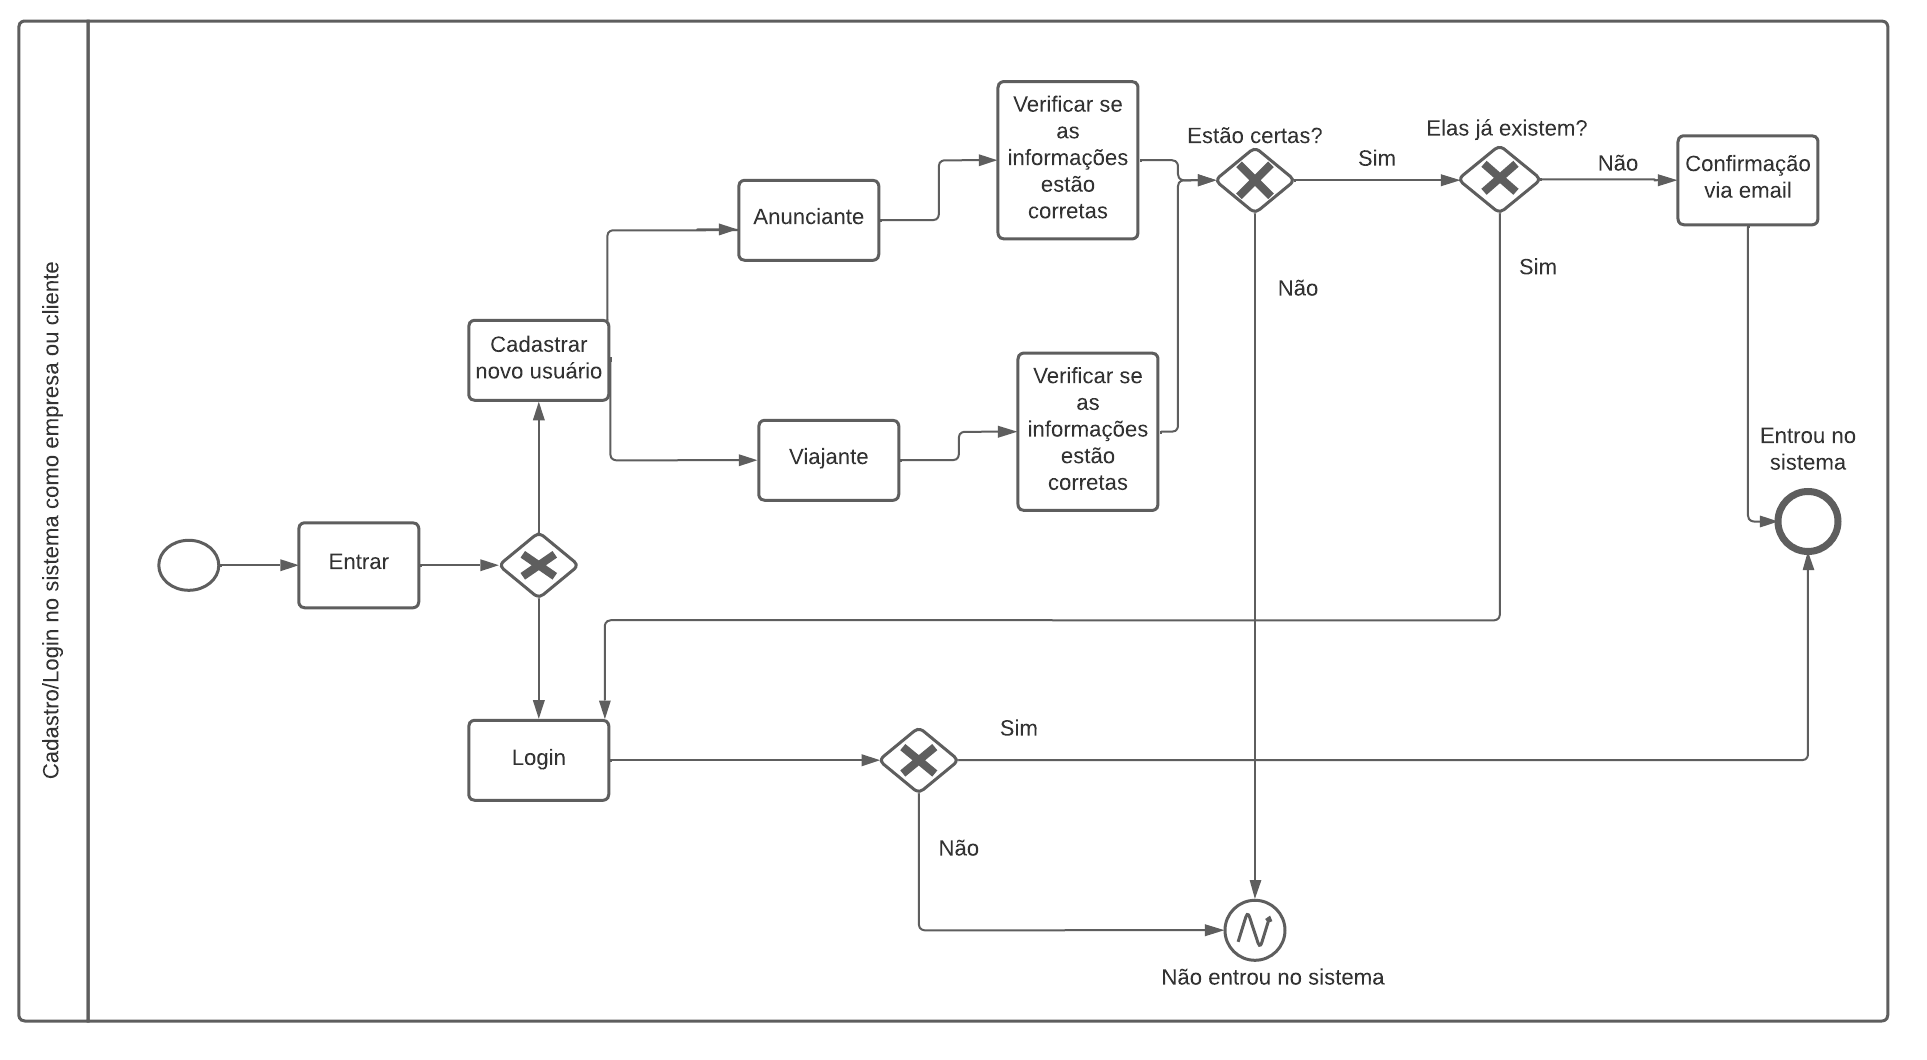 Cadastro/Login no sistema como empresa ou cliente
Entrar
Cadastrar
novo usuário
Anunciante
Verificar se
as
informações
estão
corretas
Viajante
Verificar se
as
informações
estão
corretas
Estão certas?
Sim
Não
Elas já existem?
Não
Sim
Confirmação
via email
Entrou no
sistema
Login
Sim
Não
Não entrou no sistema